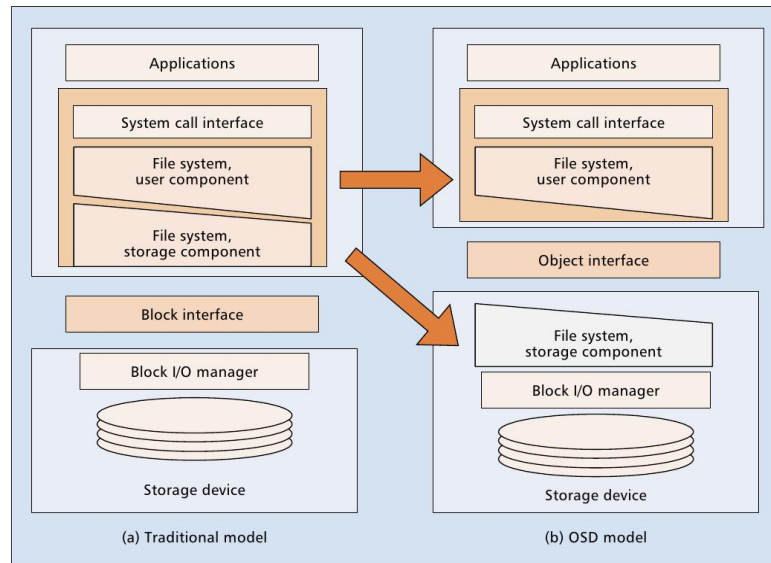 Applications
System call interface
File system,
user component
File system,
storage component
Block interface
Block I/O manager
Storage device
(a) Traditional model
Applications
System call interface
File system,
user component
Object interface
File system,
storage component
Block I/O manager
Storage device
(b) OSD model